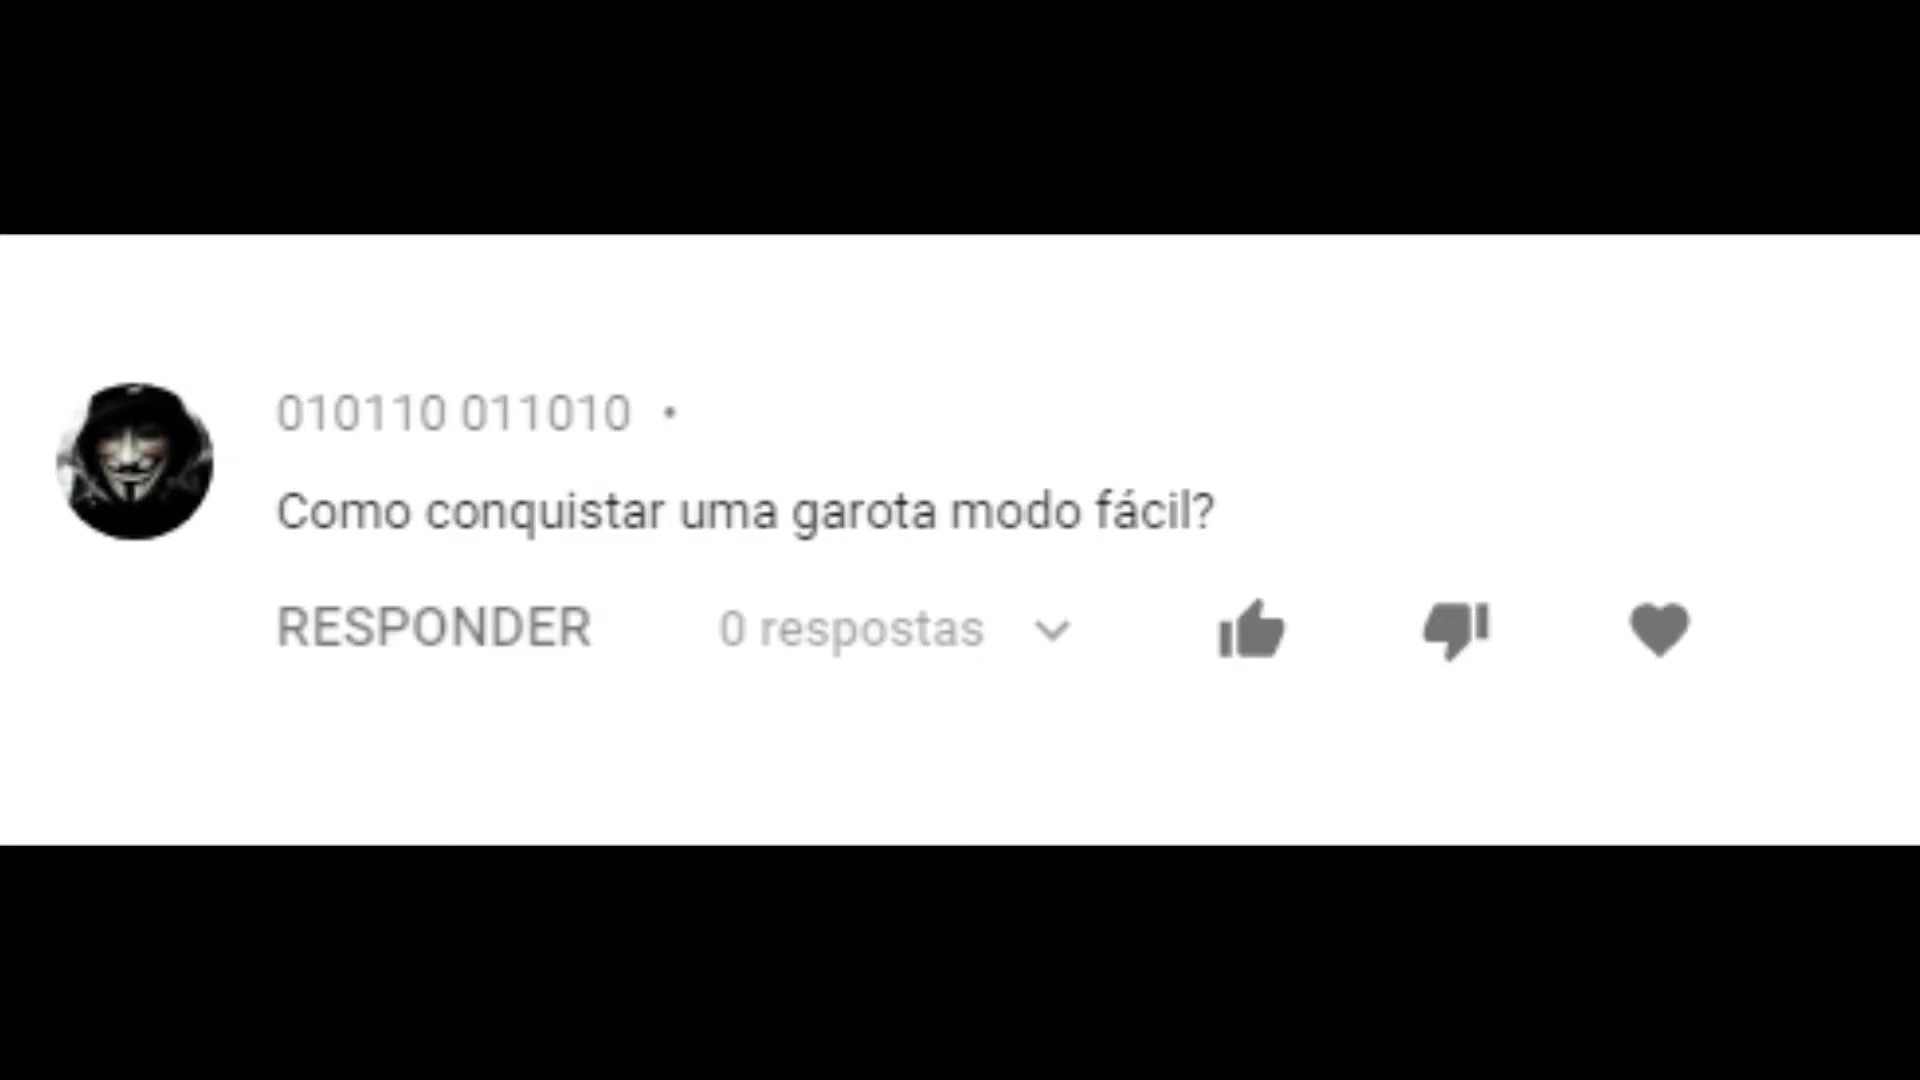 010110 011010 •
Como conquistar uma garota modo fácil?
RESPONDER 0 respostas